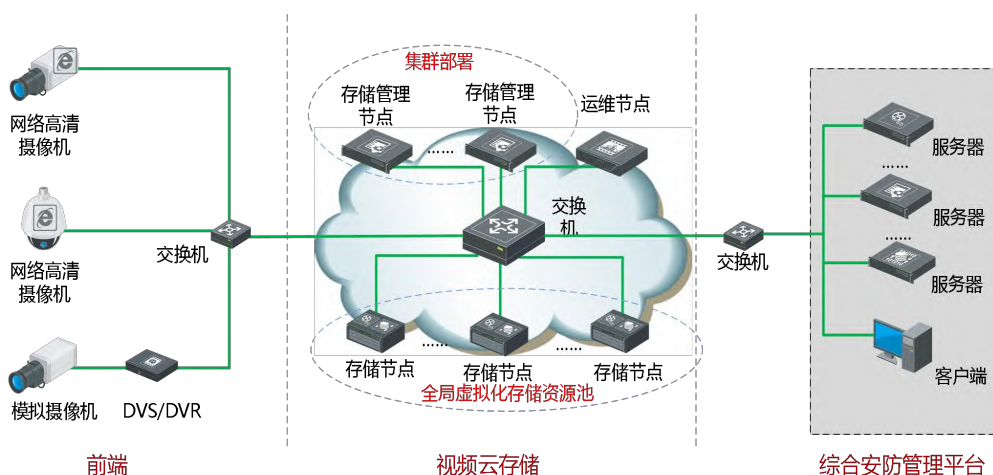 网络高清
摄像机
网络高清
摄像机
模拟摄像机
DVS/DVR
交换机
前端
集群部署
存储管理
节点
……
存储管理
节点
运维节点
交换
机
存储节点
……
存储节点
……
存储节点
全局虚拟化存储资源池
视频云存储
交换机
服务器
……
服务器
……
服务器
客户端
综合安防管理平台